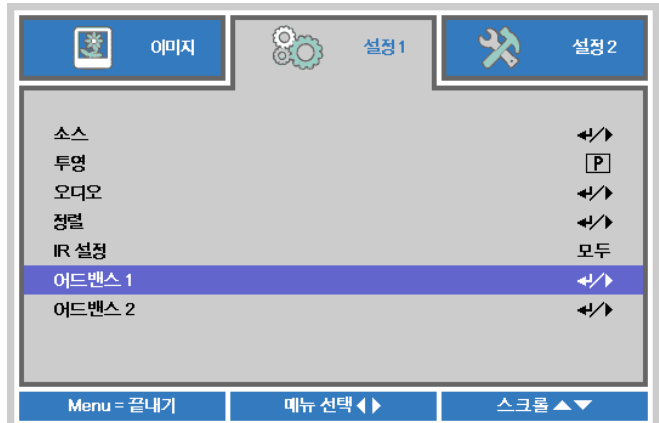 이미지
설정 1
설정 2
소스
투영 P
오디오
정렬
IR 설정 모두
어드밴스 1
어드밴스 2
Menu = 끝내기
메뉴 선택
스크롤